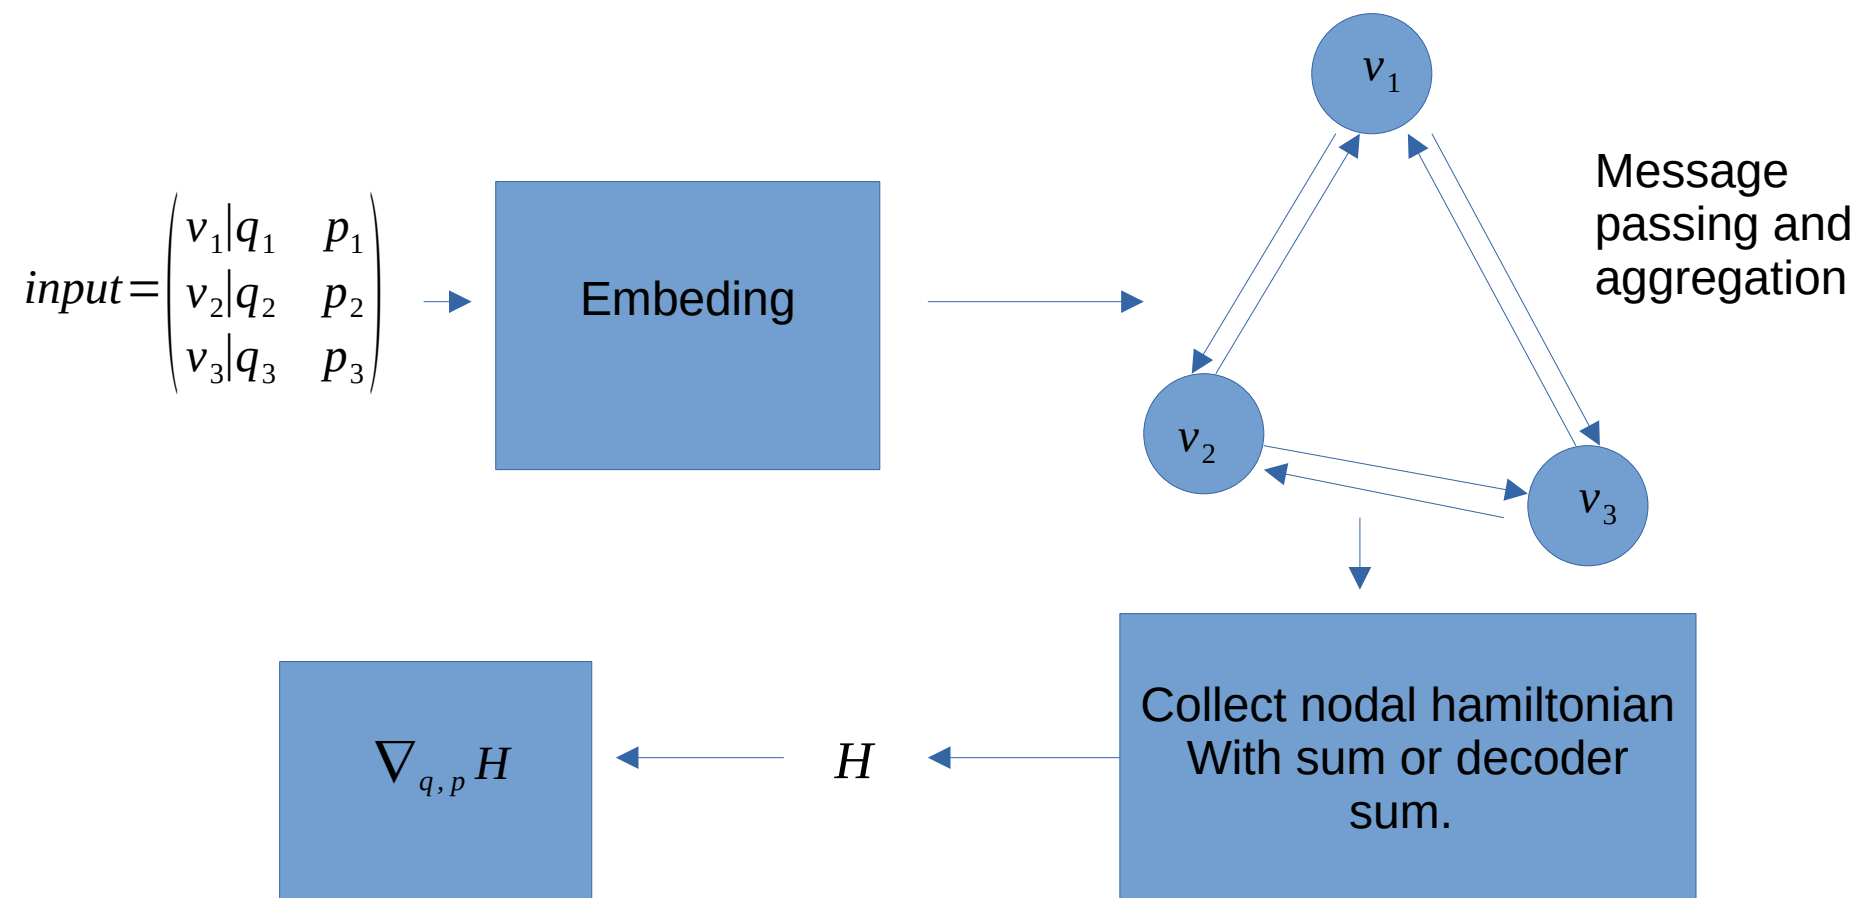 input = ( v₁|q₁ p₁
v₂|q₂ p₂
v₃|q₃ p₃ )
Embeding
v₁
v₂
v₃
Message
passing and
aggregation
Collect nodal hamiltonian
With sum or decoder
sum.
H
∇q,p H